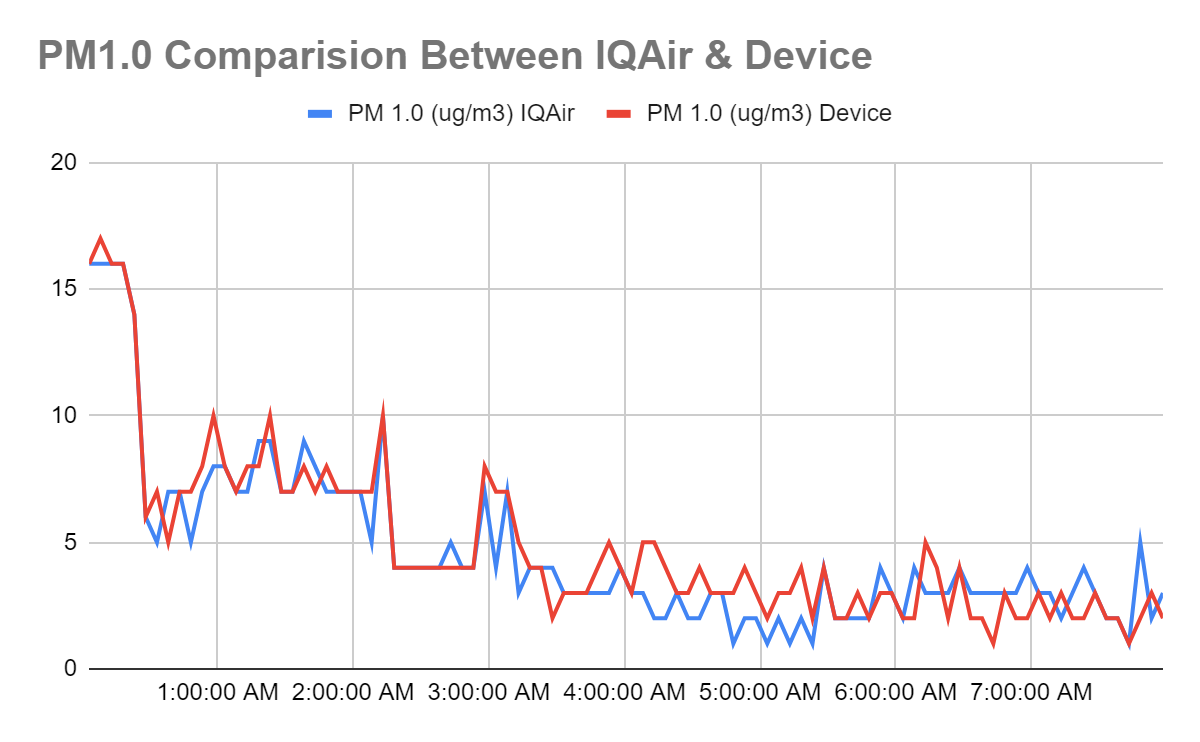 PM1.0 Comparision Between IQAir & Device
PM 1.0 (ug/m3) IQAir PM 1.0 (ug/m3) Device
20
15
10
5
0
1:00:00 AM 2:00:00 AM 3:00:00 AM 4:00:00 AM 5:00:00 AM 6:00:00 AM 7:00:00 AM